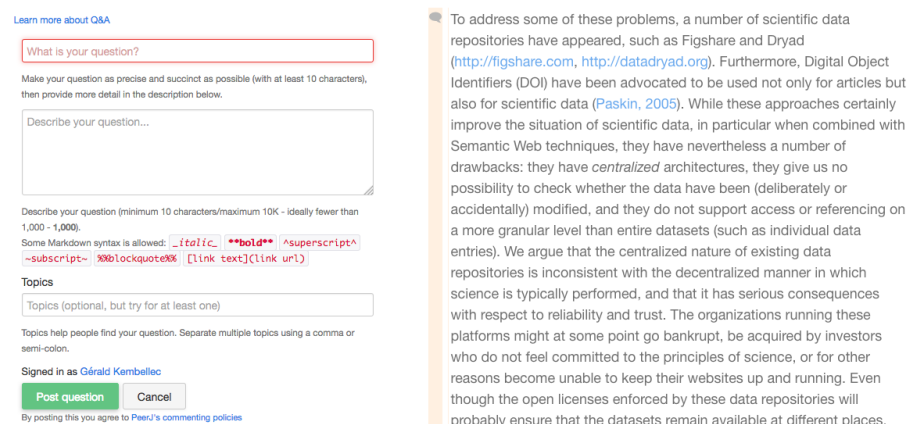 Learn more about Q&A
What is your question?
Make your question as precise and succinct as possible (with at least 10 characters),
then provide more detail in the description below.
Describe your question...
Describe your question (minimum 10 characters/maximum 10K - ideally fewer than
1,000 - 1,000).
Some Markdown syntax is allowed: _italic_ **bold** ^superscript^
~subscript~ %%blockquote%% [link text](link url)
Topics
Topics (optional, but try for at least one)
Topics help people find your question. Separate multiple topics using a comma or
semi-colon.
Signed in as Gérald Kembellec
Post question Cancel
By posting this you agree to PeerJ's commenting policies
To address some of these problems, a number of scientific data
repositories have appeared, such as Figshare and Dryad
(http://figshare.com, http://datadryad.org). Furthermore, Digital Object
Identifiers (DOI) have been advocated to be used not only for articles but
also for scientific data (Paskin, 2005). While these approaches certainly
improve the situation of scientific data, in particular when combined with
Semantic Web techniques, they have nevertheless a number of
drawbacks: they have centralized architectures, they give us no
possibility to check whether the data have been (deliberately or
accidentally) modified, and they do not support access or referencing on
a more granular level than entire datasets (such as individual data
entries). We argue that the centralized nature of existing data
repositories is inconsistent with the decentralized manner in which
science is typically performed, and that it has serious consequences
with respect to reliability and trust. The organizations running these
platforms might at some point go bankrupt, be acquired by investors
who do not feel committed to the principles of science, or for other
reasons become unable to keep their websites up and running. Even
though the open licenses enforced by these data repositories will
probably ensure that the datasets remain available at different places,